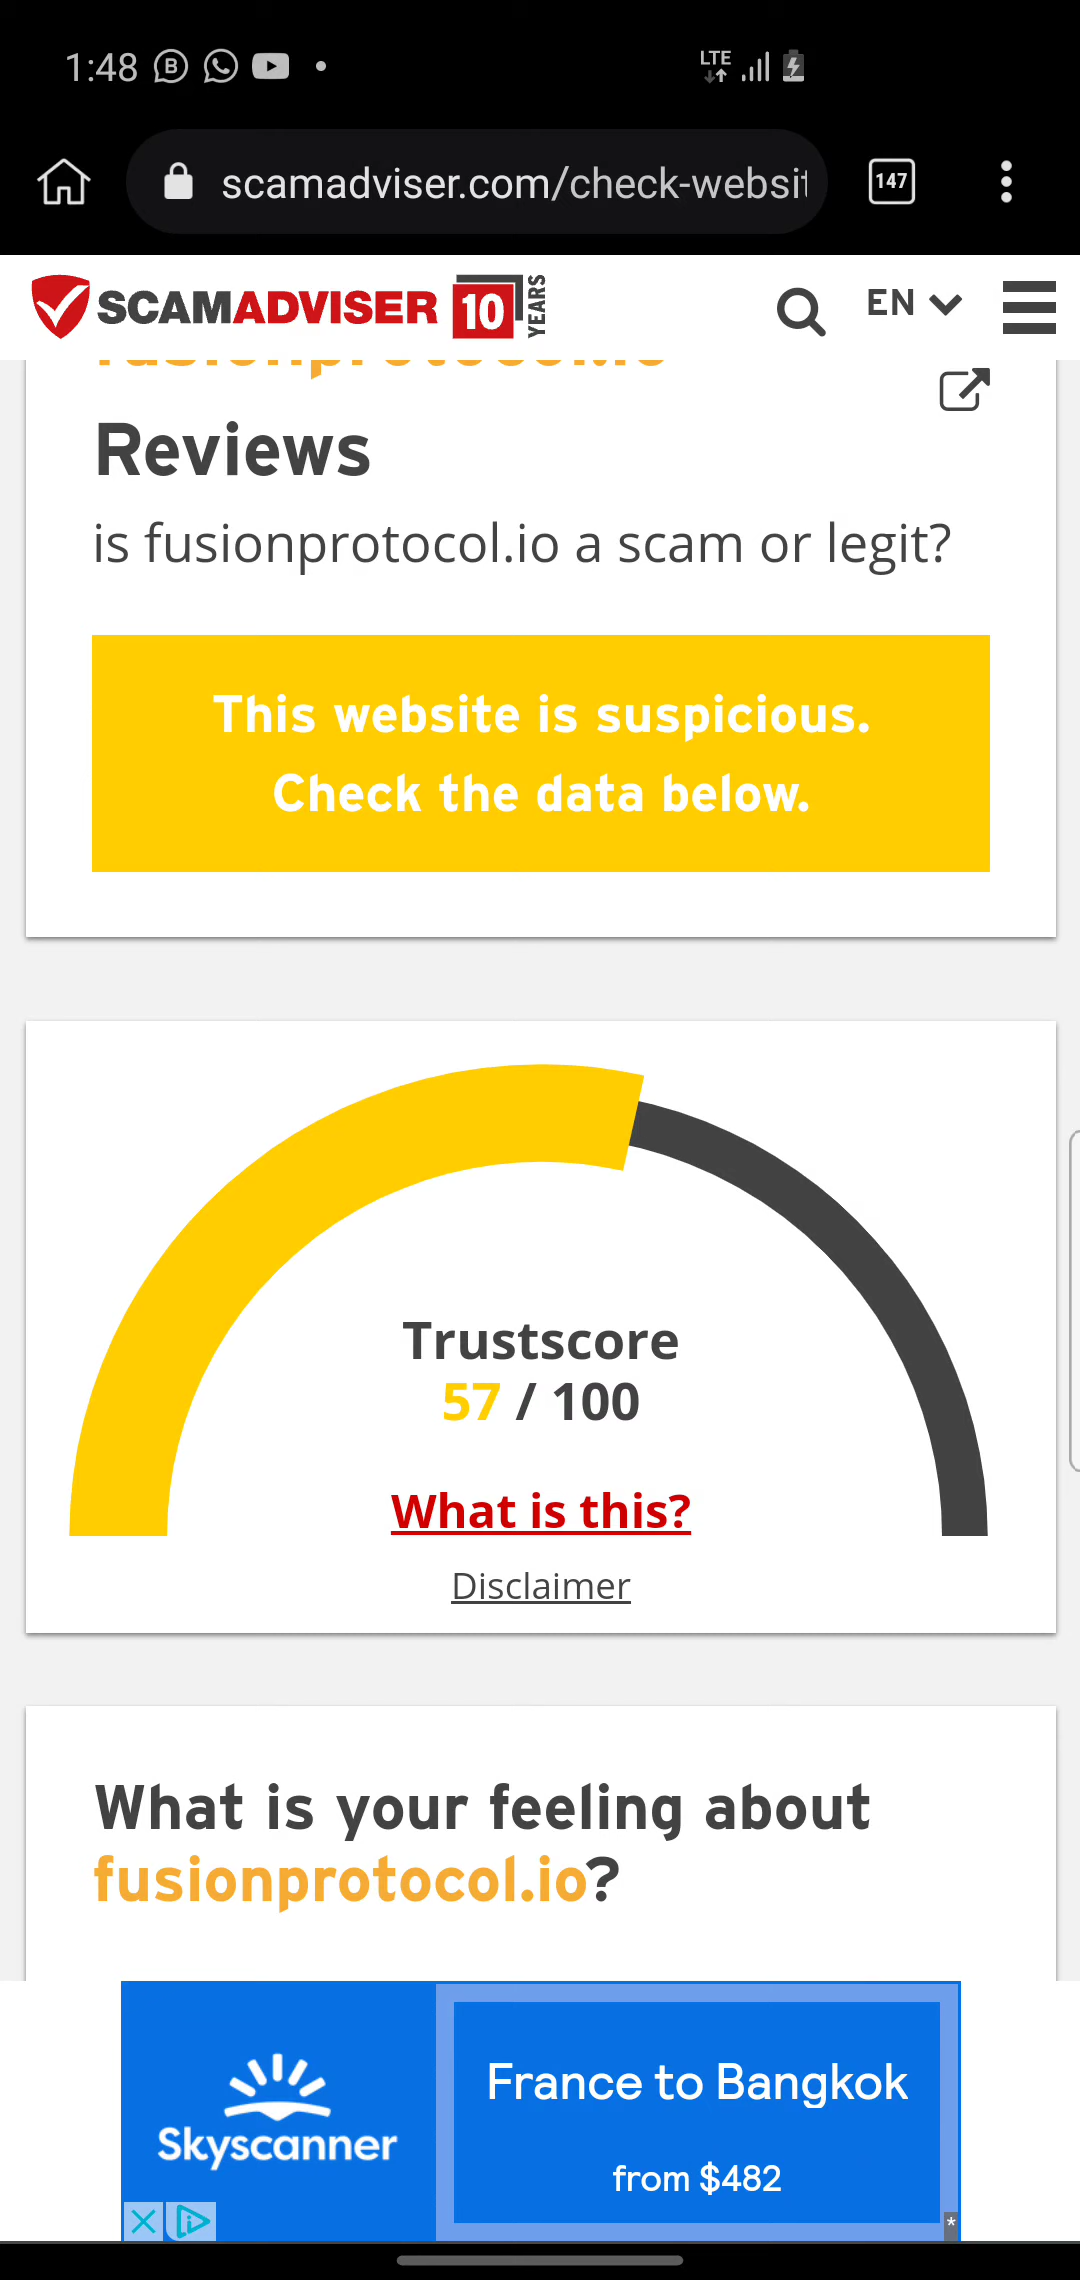 1:48
LTE
scamadviser.com/check-websit
147
SCAMADVISER 10 YEARS
EN
fusionprotocol.io
Reviews
is fusionprotocol.io a scam or legit?
This website is suspicious.
Check the data below.
Trustscore
57 / 100
What is this?
Disclaimer
What is your feeling about
fusionprotocol.io?
Skyscanner
France to Bangkok
from $482
*